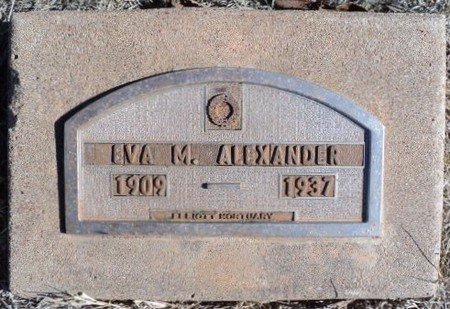 EVA M. ALEXANDER
1909 — 1937
ELLIOTT MORTUARY